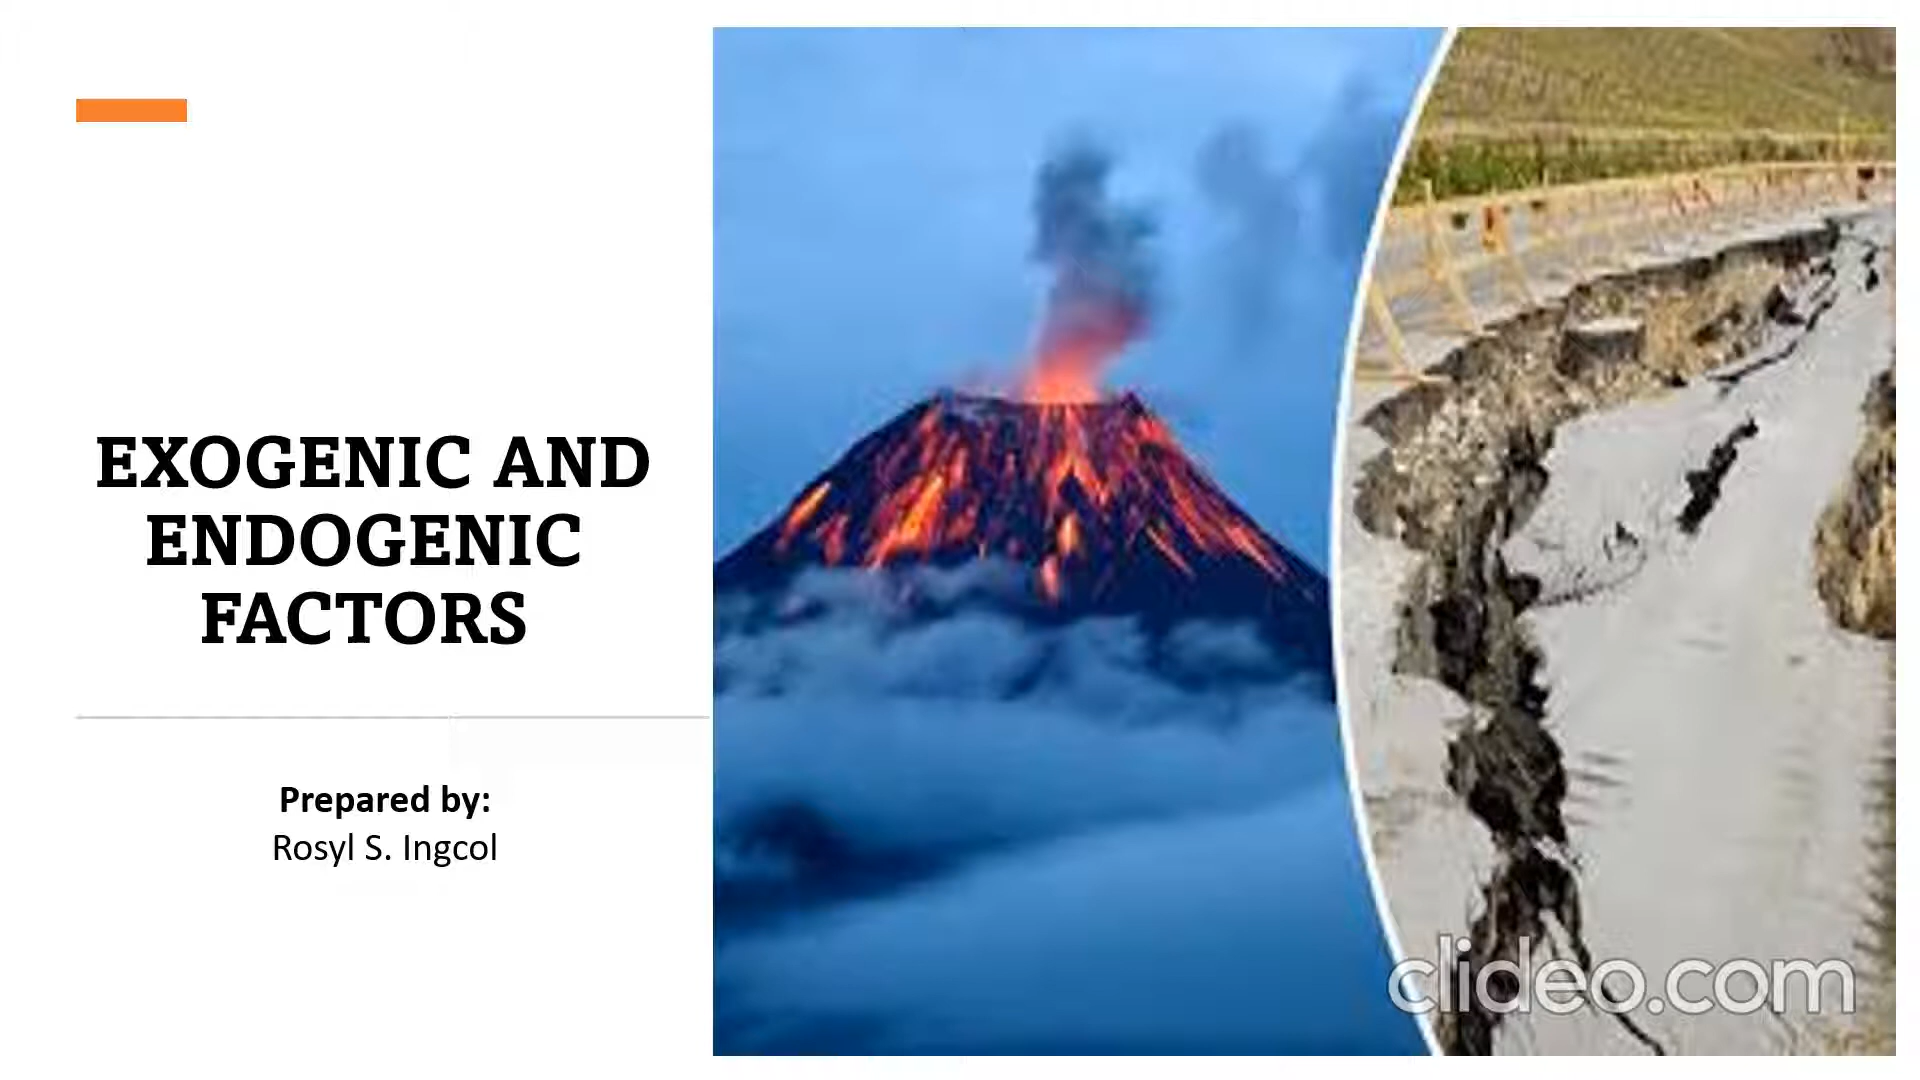 EXOGENIC AND
ENDOGENIC
FACTORS
Prepared by:
Rosyl S. Ingcol
clideo.com